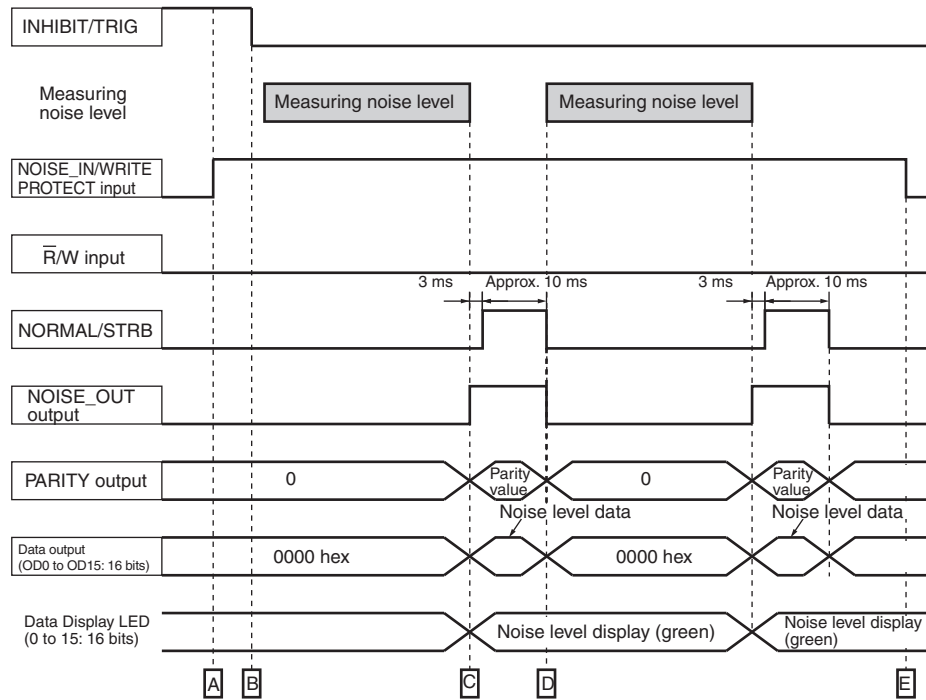 INHIBIT/TRIG
Measuring
noise level
Measuring noise level
Measuring noise level
NOISE_IN/WRITE
PROTECT input
R̅/W input
3 ms
Approx. 10 ms
3 ms
Approx. 10 ms
NORMAL/STRB
NOISE_OUT
output
PARITY output
0
Parity
value
0
Parity
value
Noise level data
Noise level data
Data output
(OD0 to OD15: 16 bits)
0000 hex
0000 hex
Data Display LED
(0 to 15: 16 bits)
Noise level display (green)
Noise level display
(green)
A
B
C
D
E